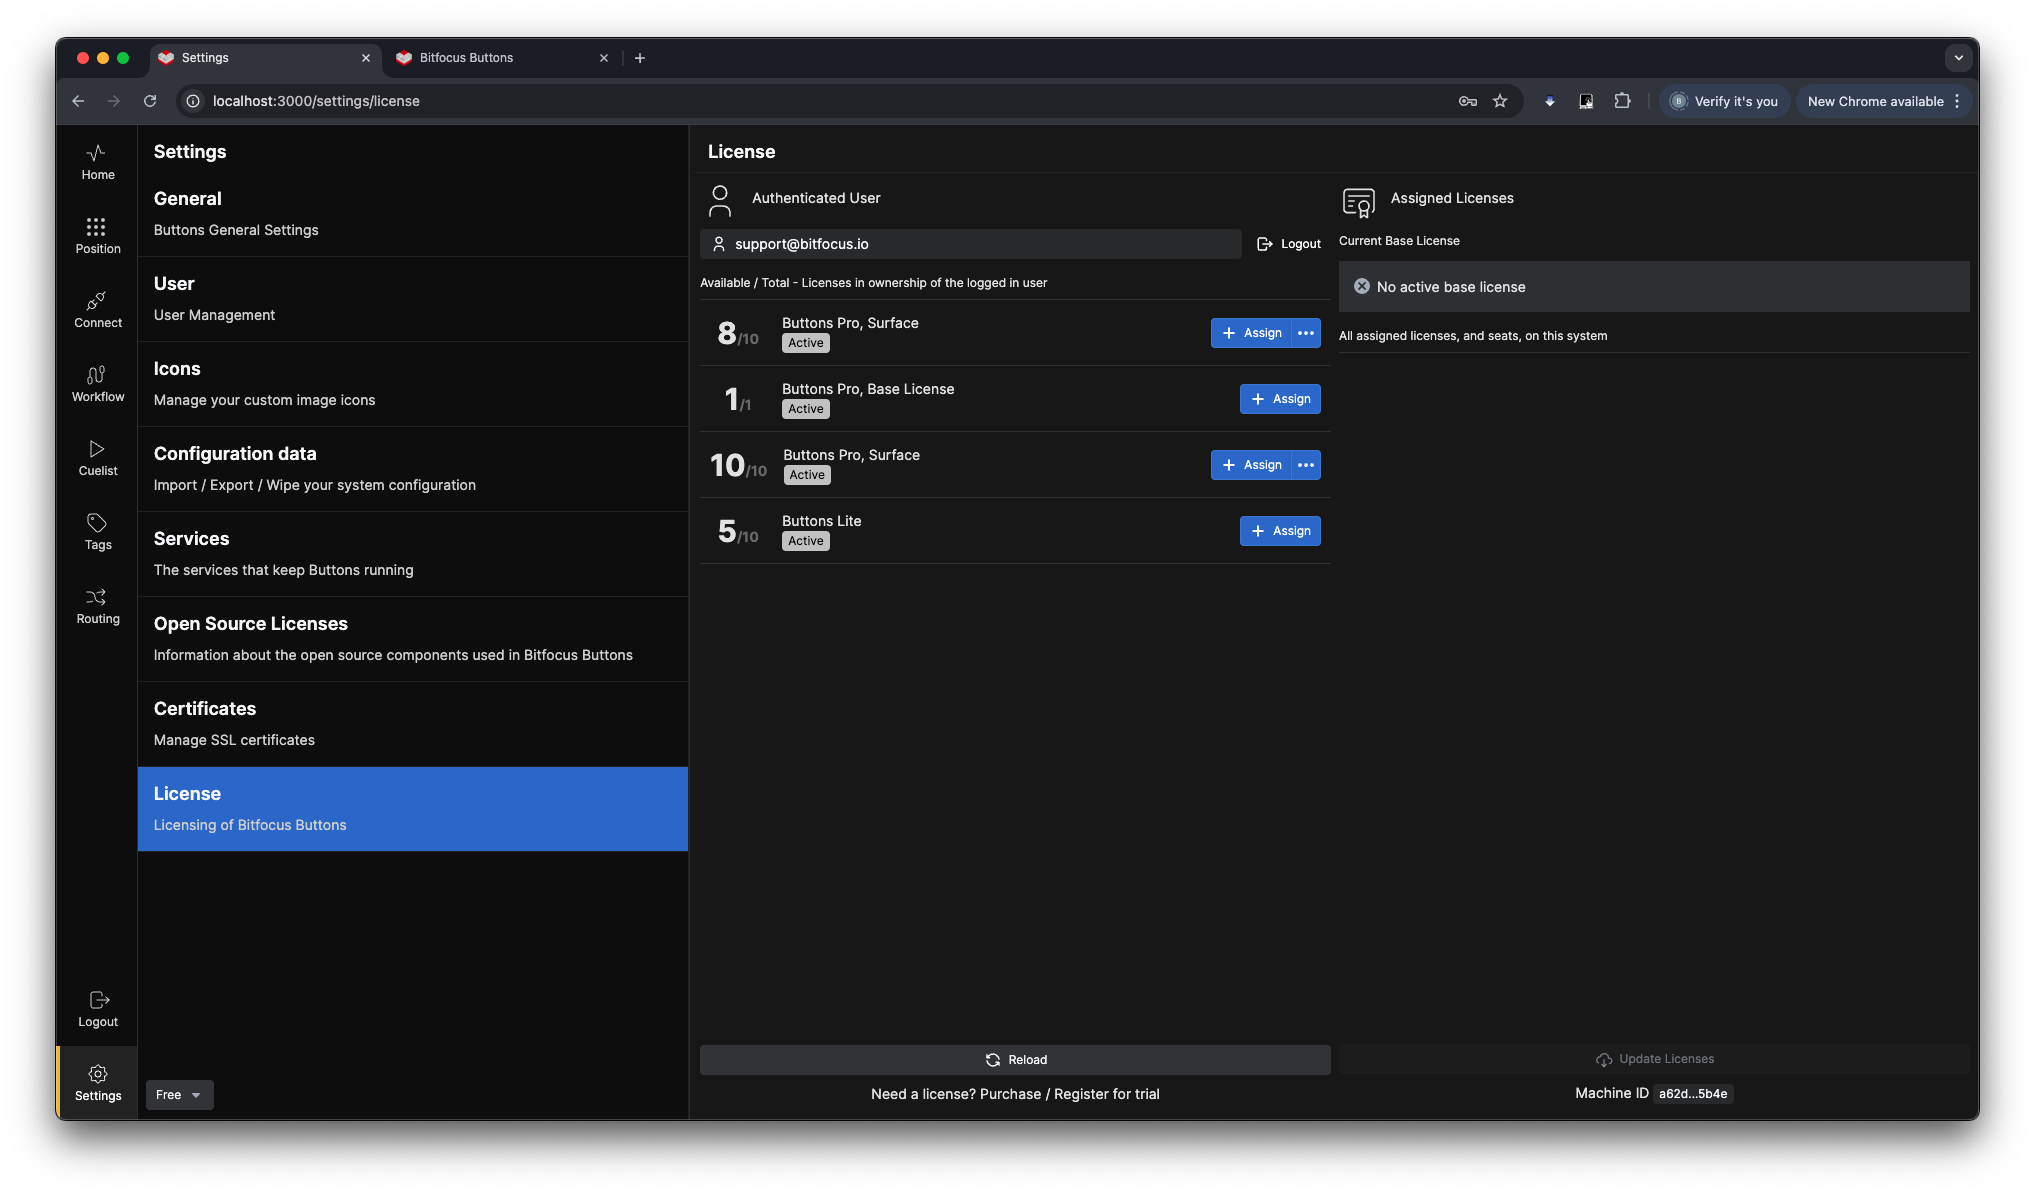 Settings
Bitfocus Buttons
localhost:3000/settings/license
Verify it's you
New Chrome available
Home
Position
Connect
Workflow
Cuelist
Tags
Routing
Logout
Settings
Settings
General
Buttons General Settings
User
User Management
Icons
Manage your custom image icons
Configuration data
Import / Export / Wipe your system configuration
Services
The services that keep Buttons running
Open Source Licenses
Information about the open source components used in Bitfocus Buttons
Certificates
Manage SSL certificates
License
Licensing of Bitfocus Buttons
Free
License
Authenticated User
support@bitfocus.io
Logout
Available / Total - Licenses in ownership of the logged in user
8/10
Buttons Pro, Surface
Active
Assign
1/1
Buttons Pro, Base License
Active
Assign
10/10
Buttons Pro, Surface
Active
Assign
5/10
Buttons Lite
Active
Assign
Reload
Need a license? Purchase / Register for trial
Assigned Licenses
Current Base License
No active base license
All assigned licenses, and seats, on this system
Update Licenses
Machine ID a62d...5b4e